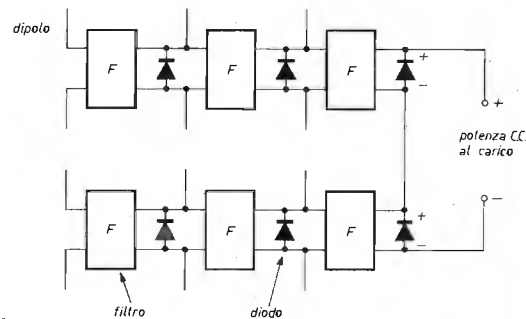 dipolo
F
F
F
+
−
+
potenza C.C.
al carico
−
F
F
F
+
−
filtro
diodo